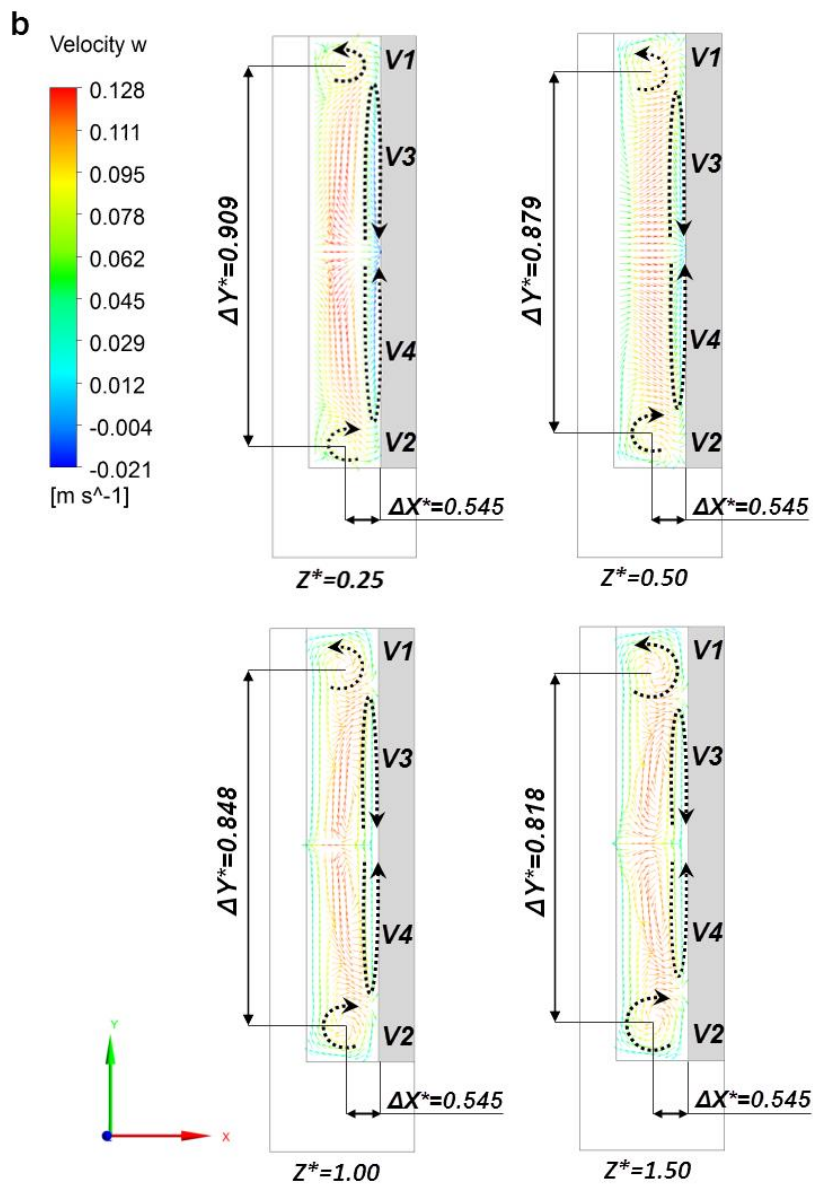 b
Velocity w
0.128
0.111
0.095
0.078
0.062
0.045
0.029
0.012
-0.004
-0.021
[m s^-1]
V1
V3
ΔY*=0.909
V4
V2
ΔX*=0.545
Z*=0.25
V1
V3
ΔY*=0.879
V4
V2
ΔX*=0.545
Z*=0.50
V1
V3
ΔY*=0.848
V4
V2
ΔX*=0.545
Z*=1.00
V1
V3
ΔY*=0.818
V4
V2
ΔX*=0.545
Z*=1.50
Y
X